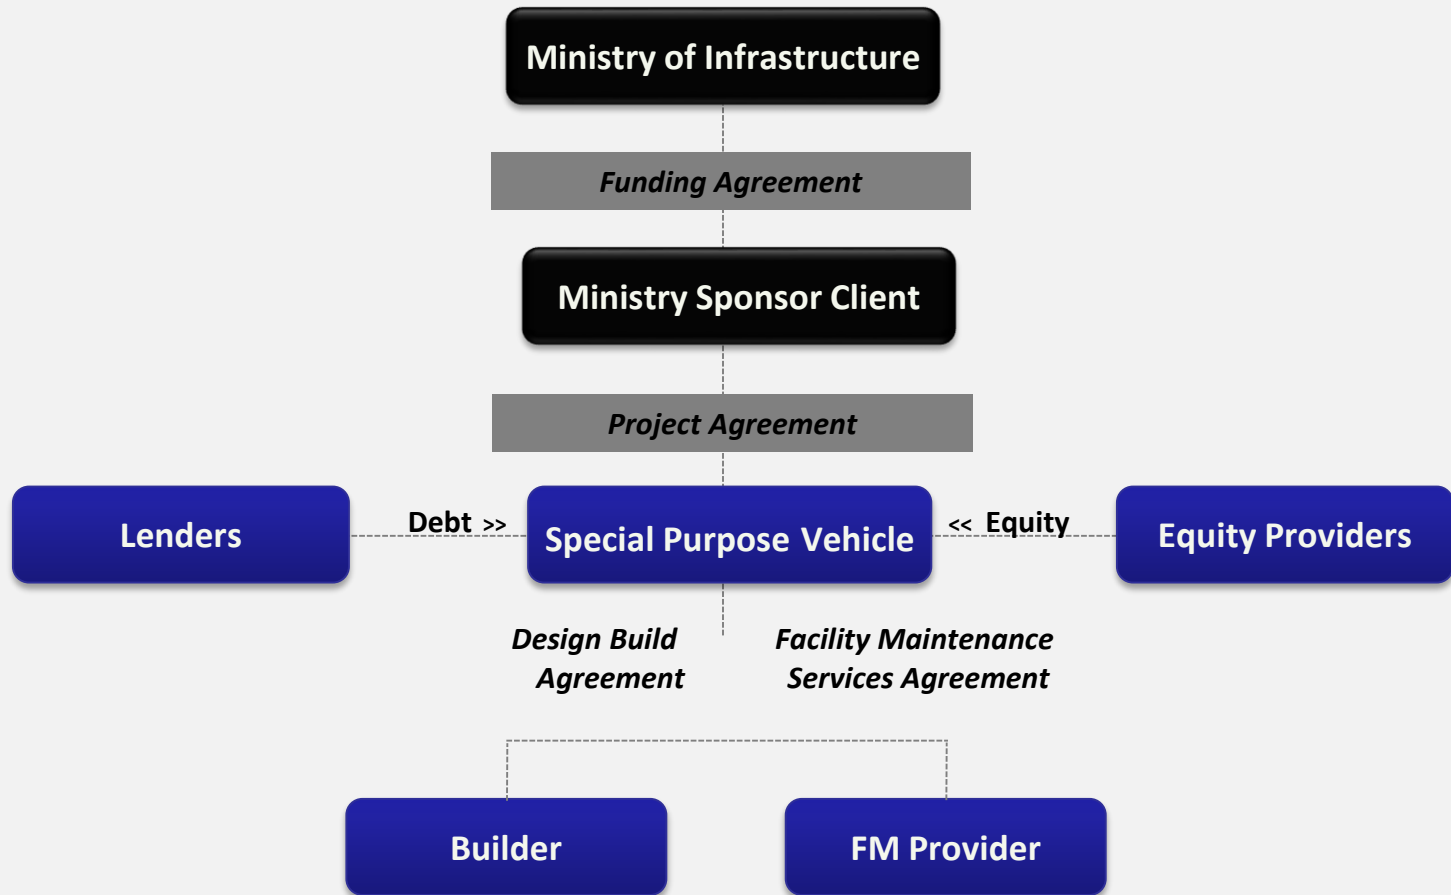 Ministry of Infrastructure
Funding Agreement
Ministry Sponsor Client
Project Agreement
Lenders
Debt >>
Special Purpose Vehicle
<< Equity
Equity Providers
Design Build
Agreement
Facility Maintenance
Services Agreement
Builder
FM Provider